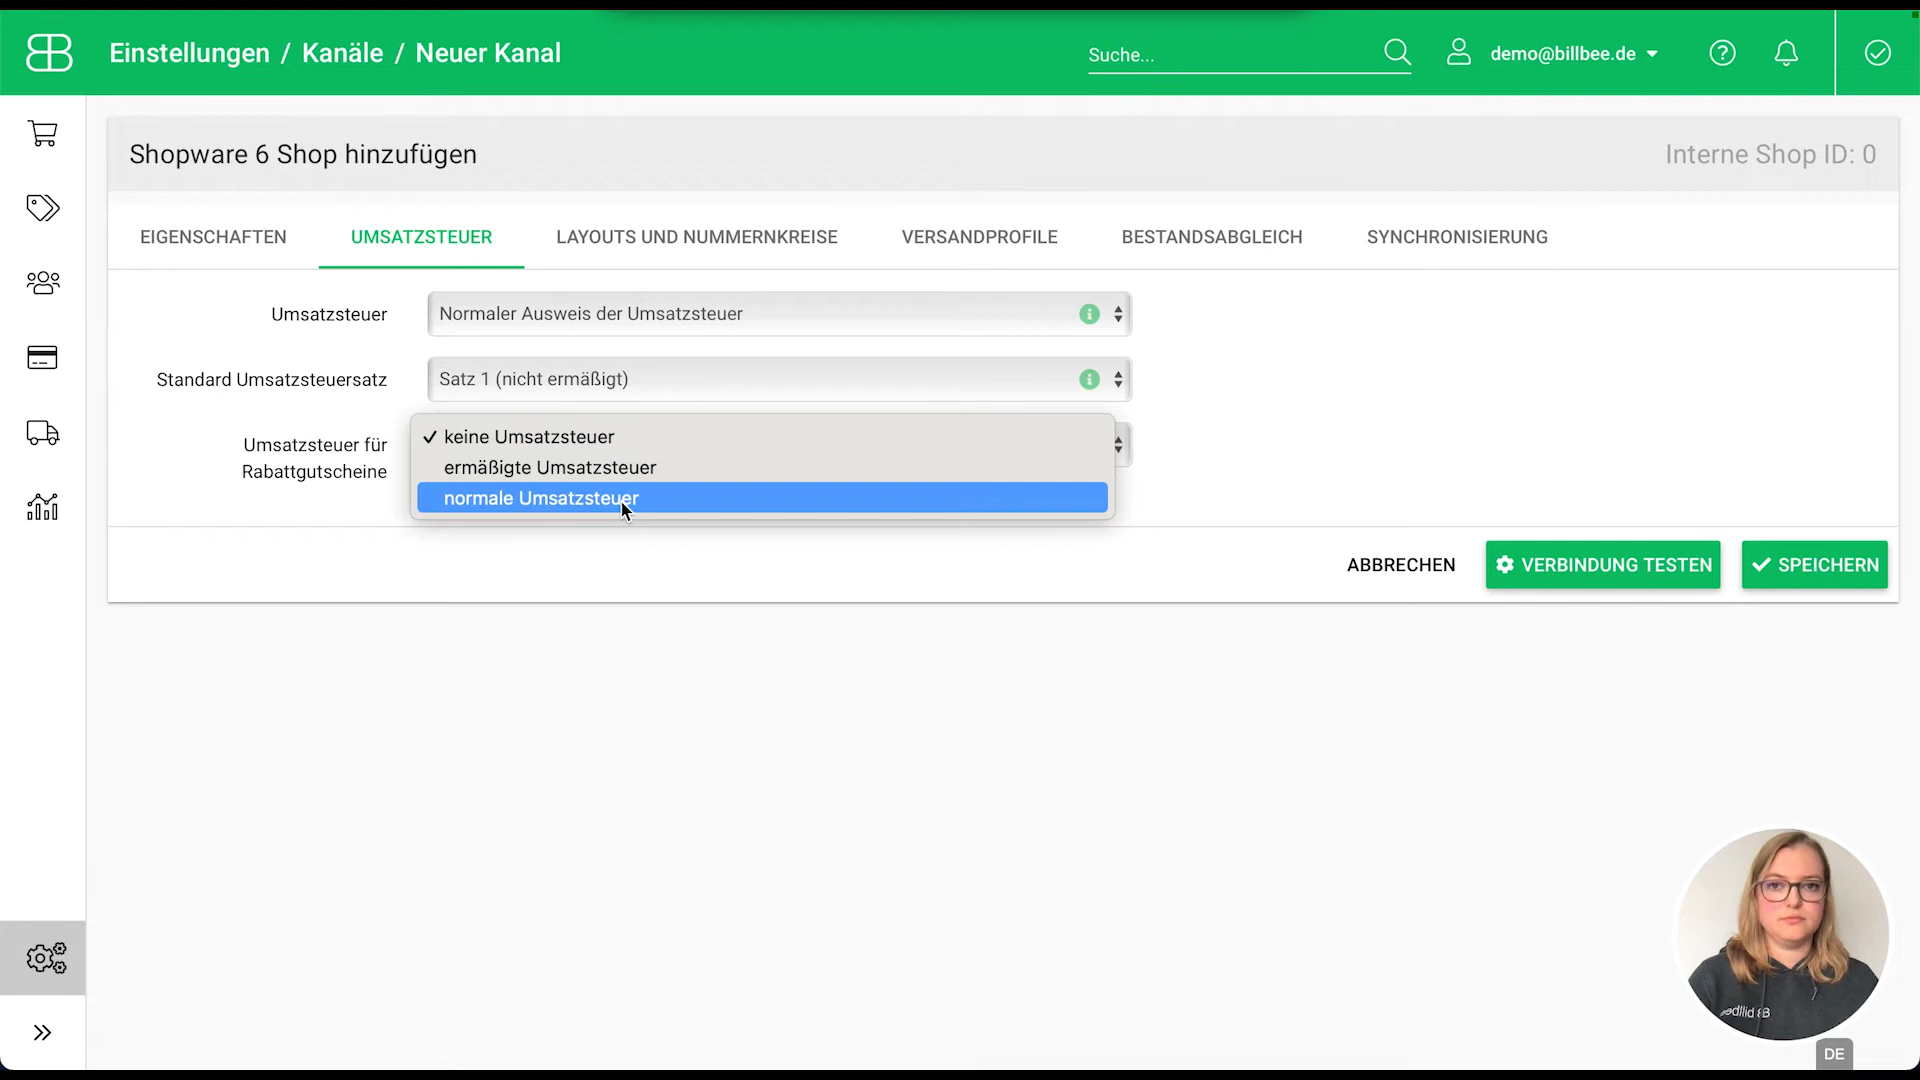 Einstellungen / Kanäle / Neuer Kanal
Suche...
demo@billbee.de
Shopware 6 Shop hinzufügen
Interne Shop ID: 0
EIGENSCHAFTEN
UMSATZSTEUER
LAYOUTS UND NUMMERNKREISE
VERSANDPROFILE
BESTANDSABGLEICH
SYNCHRONISIERUNG
Umsatzsteuer
Normaler Ausweis der Umsatzsteuer
Standard Umsatzsteuersatz
Satz 1 (nicht ermäßigt)
Umsatzsteuer für
Rabattgutscheine
keine Umsatzsteuer
ermäßigte Umsatzsteuer
normale Umsatzsteuer
ABBRECHEN
VERBINDUNG TESTEN
SPEICHERN
DE